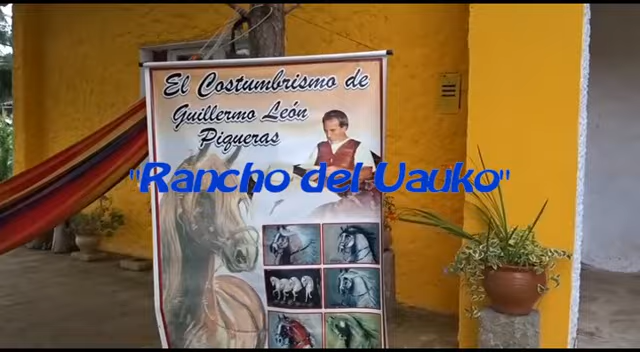 El Costumbrismo de
Guillermo León
Piqueras
"Rancho del Uauko"